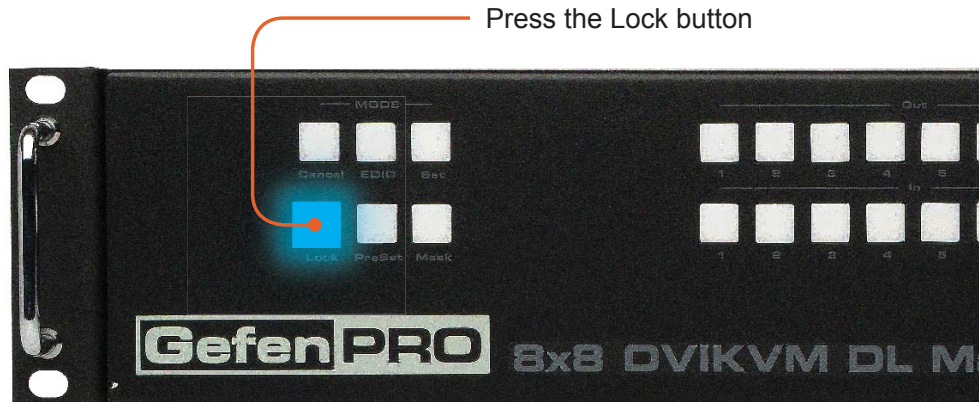 Press the Lock button
MODE
Out
Cancel EDID Set
1 2 3 4 5
In
Lock PreSet Mask
1 2 3 4 5
GefenPRO
8x8 DVIKVM DL M